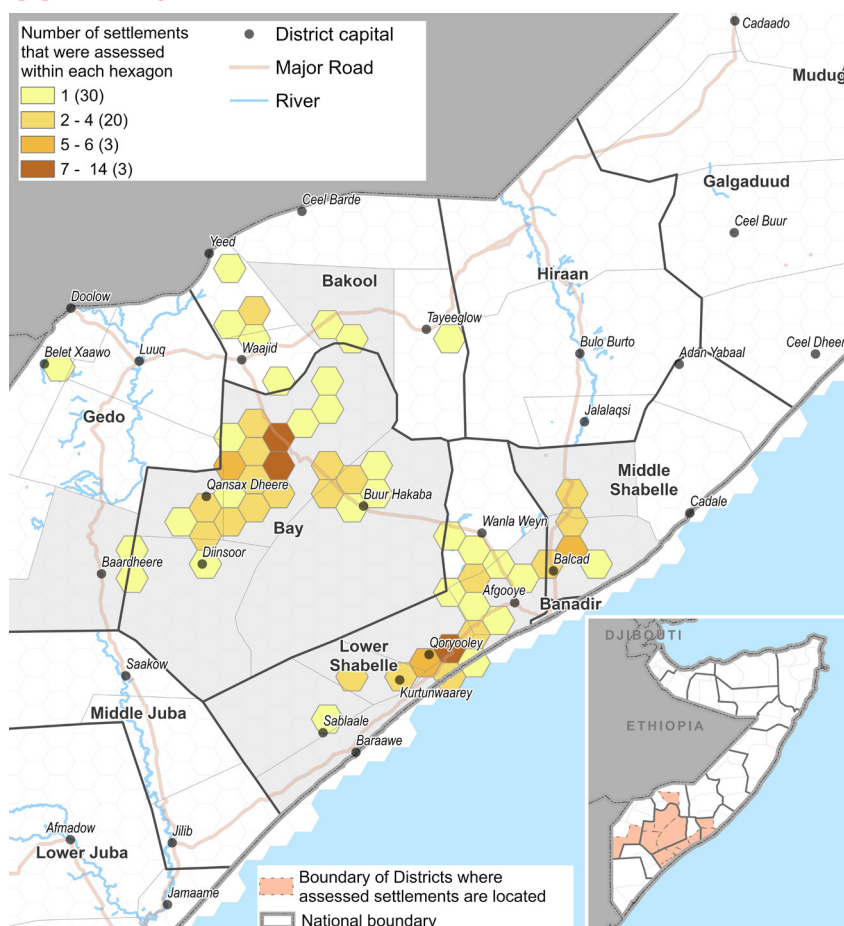 Number of settlements
that were assessed
within each hexagon
1 (30)
2 - 4 (20)
5 - 6 (3)
7 - 14 (3)
District capital
Major Road
River
Cadaado
Mudug
Galgaduud
Ceel Barde
Ceel Buur
Yeed
Hiraan
Bakool
Doolow
Tayeeglow
Belet Xaawo
Luuq
Waajid
Bulo Burto
Adan Yabaal
Ceel Dheer
Gedo
Jalalaqsi
Middle
Shabelle
Qansax Dheere
Buur Hakaba
Cadale
Bay
Wanla Weyn
Diinsoor
Baardheere
Balcad
Afgooye
Banadir
Qoryooley
Lower
Shabelle
Saakow
Kurtunwaarey
Middle Juba
Sablaale
Baraawe
Afmadow
Jilib
Lower Juba
Jamaame
DJIBOUTI
ETHIOPIA
Boundary of Districts where
assessed settlements are located
National boundary